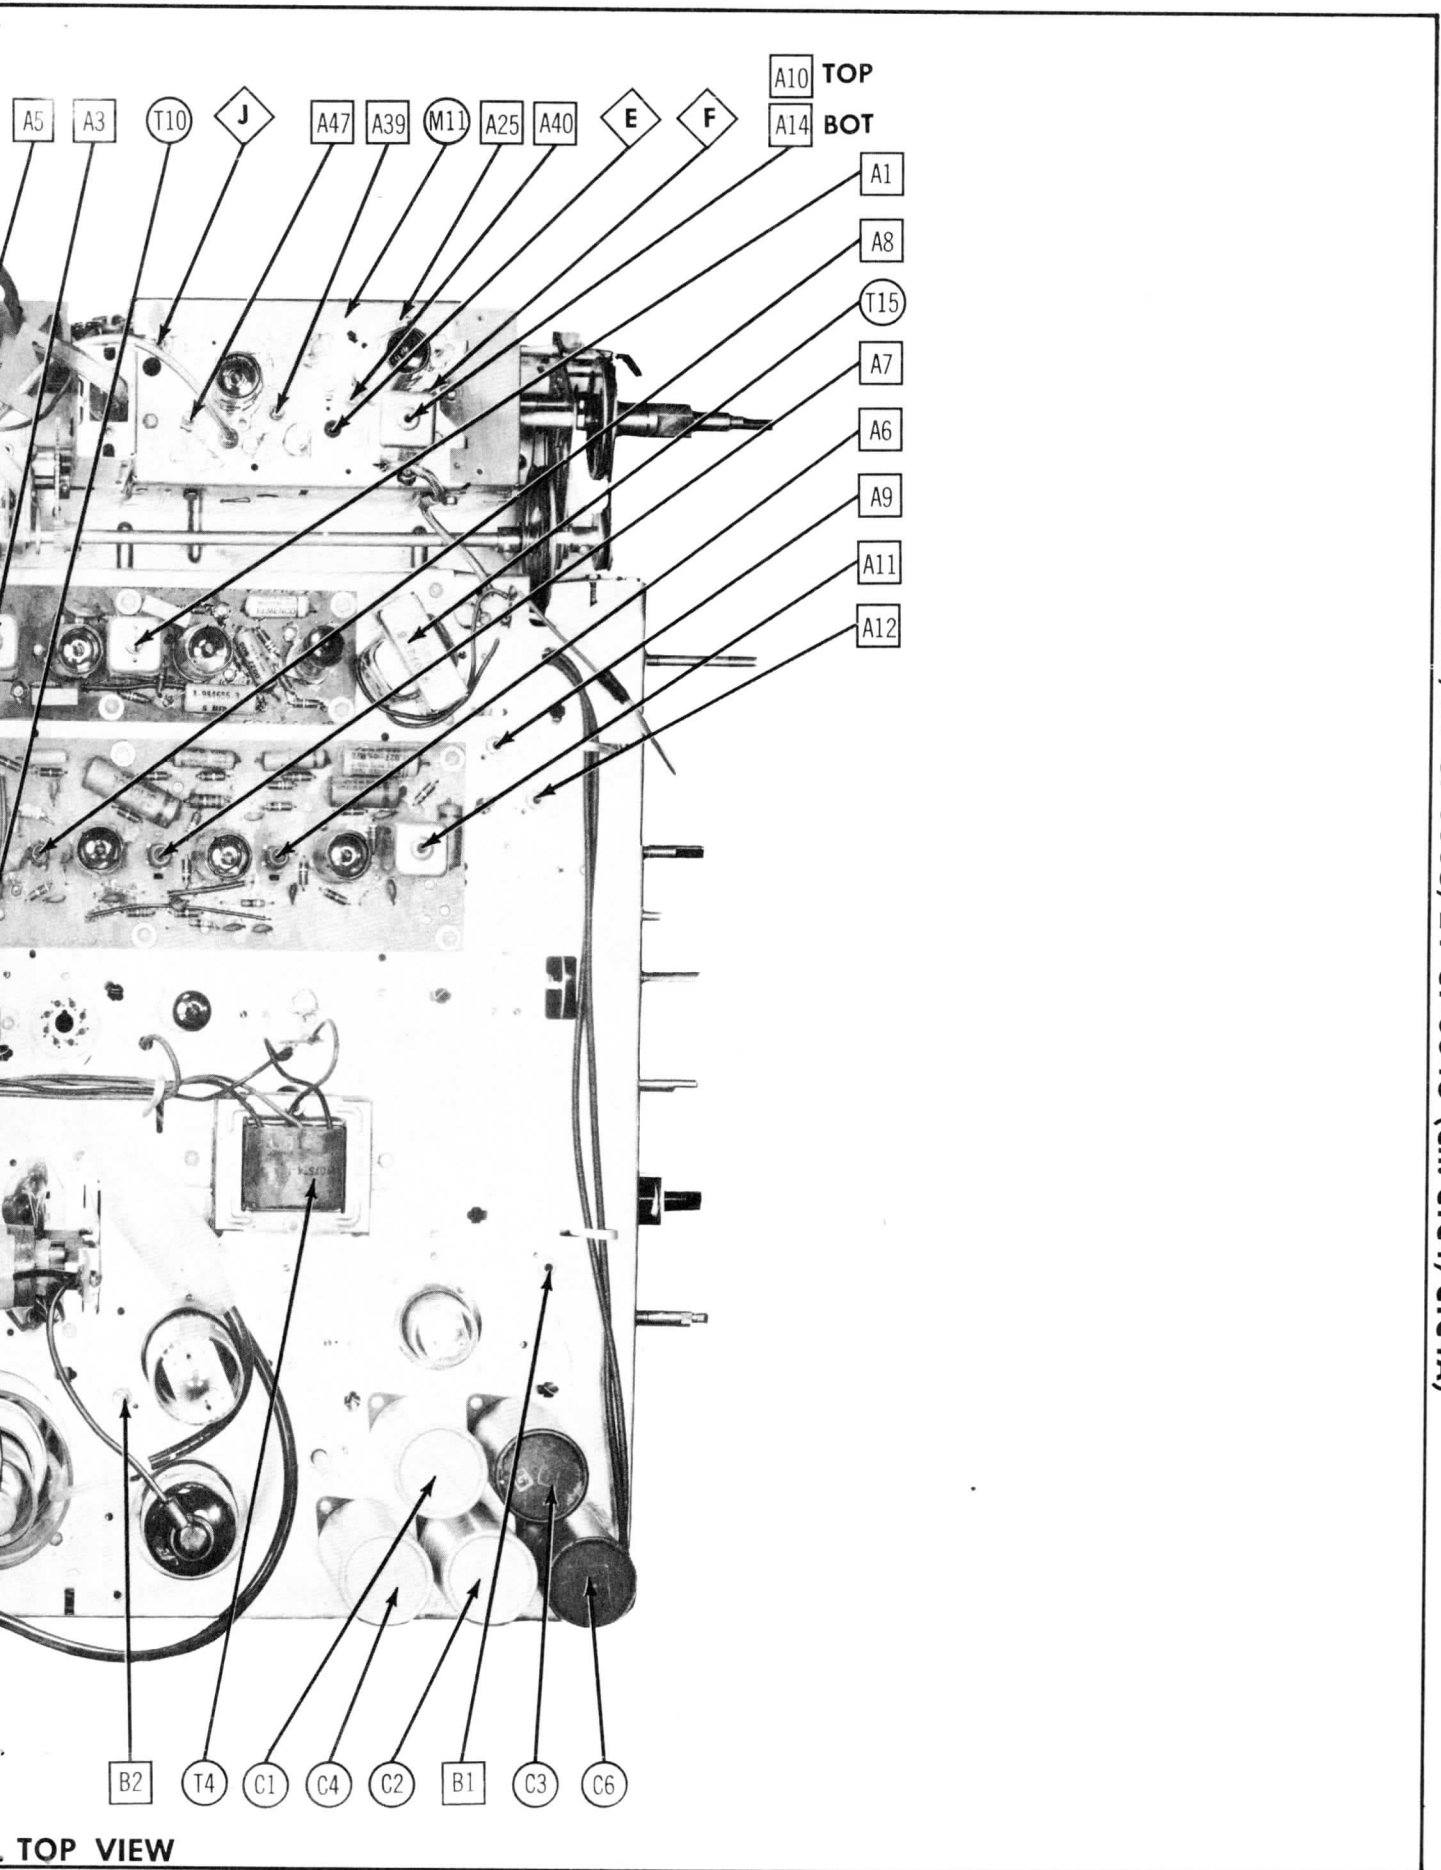 A10 TOP
A5 A3 T10 J A47 A39 M11 A25 A40 E F A14 BOT
A1
A8
T15
A7
A6
A9
A11
A12
B2 T4 C1 C4 C2 B1 C3 C6
TOP VIEW